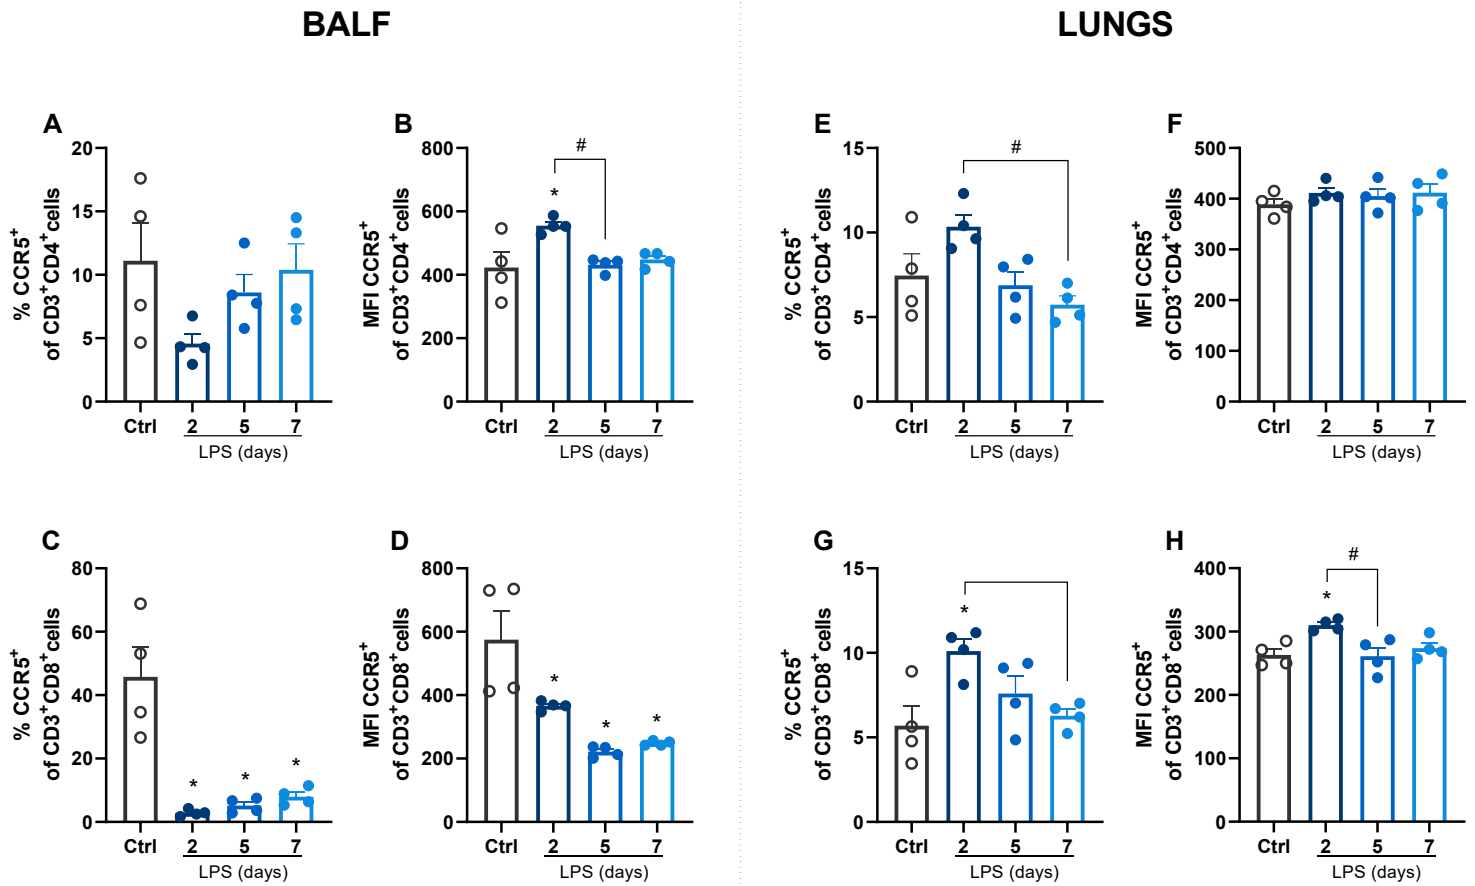 BALF
LUNGS
A
% CCR5⁺
of CD3⁺CD4⁺cells
20
15
10
5
0
Ctrl 2 5 7
LPS (days)
B
MFI CCR5⁺
of CD3⁺CD4⁺cells
800
600
400
200
0
#
*
Ctrl 2 5 7
LPS (days)
E
% CCR5⁺
of CD3⁺CD4⁺cells
15
10
5
0
#
Ctrl 2 5 7
LPS (days)
F
MFI CCR5⁺
of CD3⁺CD4⁺cells
500
400
300
200
100
0
Ctrl 2 5 7
LPS (days)
C
% CCR5⁺
of CD3⁺CD8⁺cells
80
60
40
20
0
* * *
Ctrl 2 5 7
LPS (days)
D
MFI CCR5⁺
of CD3⁺CD8⁺cells
800
600
400
200
0
* * *
Ctrl 2 5 7
LPS (days)
G
% CCR5⁺
of CD3⁺CD8⁺cells
15
10
5
0
*
Ctrl 2 5 7
LPS (days)
H
MFI CCR5⁺
of CD3⁺CD8⁺cells
400
300
200
100
0
#
*
Ctrl 2 5 7
LPS (days)